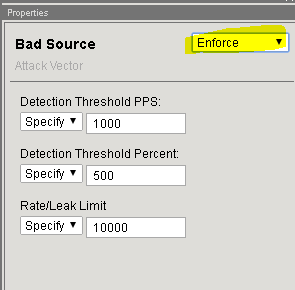 Properties
Bad Source
Enforce
Attack Vector
Detection Threshold PPS:
Specify 1000
Detection Threshold Percent:
Specify 500
Rate/Leak Limit
Specify 10000